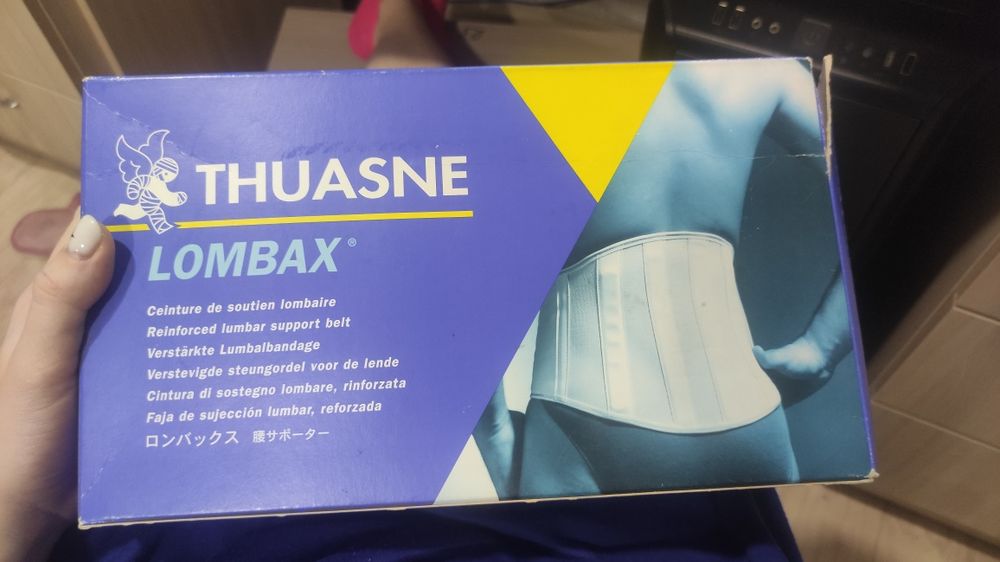 THUASNE
LOMBAX®
Ceinture de soutien lombaire
Reinforced lumbar support belt
Verstärkte Lumbalbandage
Verstevigde steungordel voor de lende
Cintura di sostegno lombare, rinforzata
Faja de sujección lumbar, reforzada
ロンバックス 腰サポーター